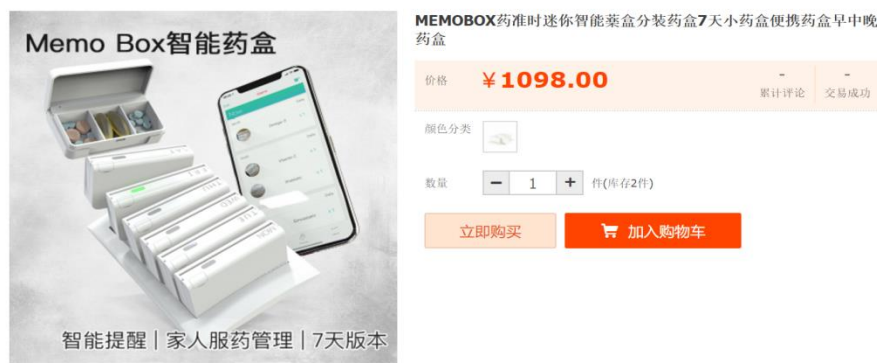 Memo Box智能药盒
智能提醒|家人服药管理|7天版本
MEMOBOX药准时迷你智能藥盒分装药盒7天小药盒便携药盒早中晚
药盒
价格
¥1098.00
-
累计评论
-
交易成功
颜色分类
数量
− 1 + 件(库存2件)
立即购买
加入购物车